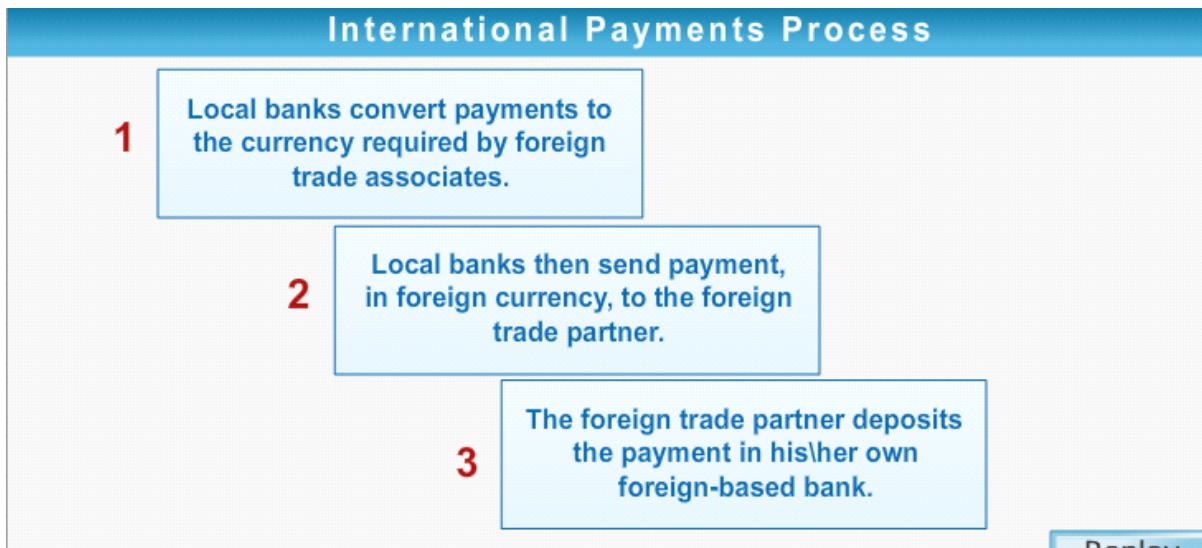 International Payments Process
1
Local banks convert payments to
the currency required by foreign
trade associates.
2
Local banks then send payment,
in foreign currency, to the foreign
trade partner.
3
The foreign trade partner deposits
the payment in his\her own
foreign-based bank.
Replay